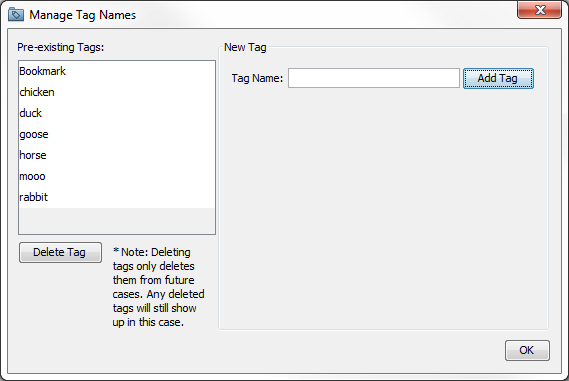 Manage Tag Names
Pre-existing Tags:
Bookmark
chicken
duck
goose
horse
mooo
rabbit
Delete Tag
* Note: Deleting
tags only deletes
them from future
cases. Any deleted
tags will still show
up in this case.
New Tag
Tag Name:
Add Tag
OK